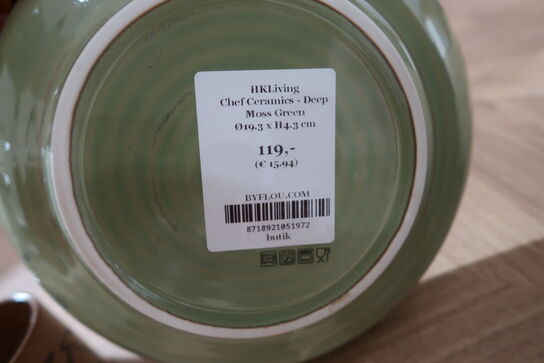 HKLiving
Chef Ceramics - Deep
Moss Green
Ø19.3 x H4.3 cm
119,-
(€ 15.94)
BYFLOU.COM
8718921051972
butik